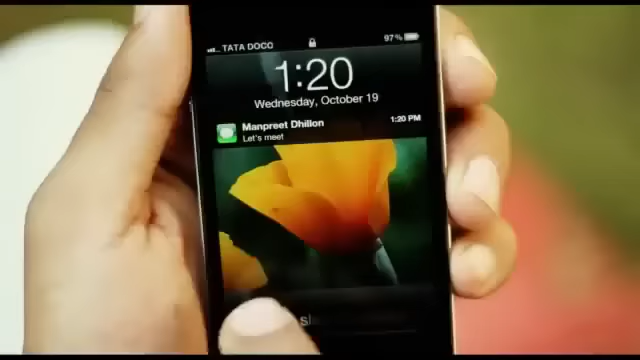 TATA DOCO 97%
1:20
Wednesday, October 19
Manpreet Dhillon 1:20 PM
Let's meet